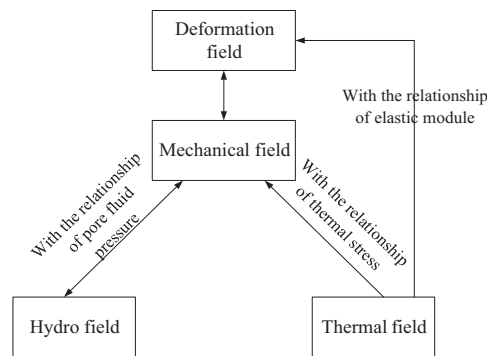 Deformation
field
With the relationship
of elastic module
Mechanical field
With the relationship
of pore fluid
pressure
With the relationship
of thermal stress
Hydro field
Thermal field